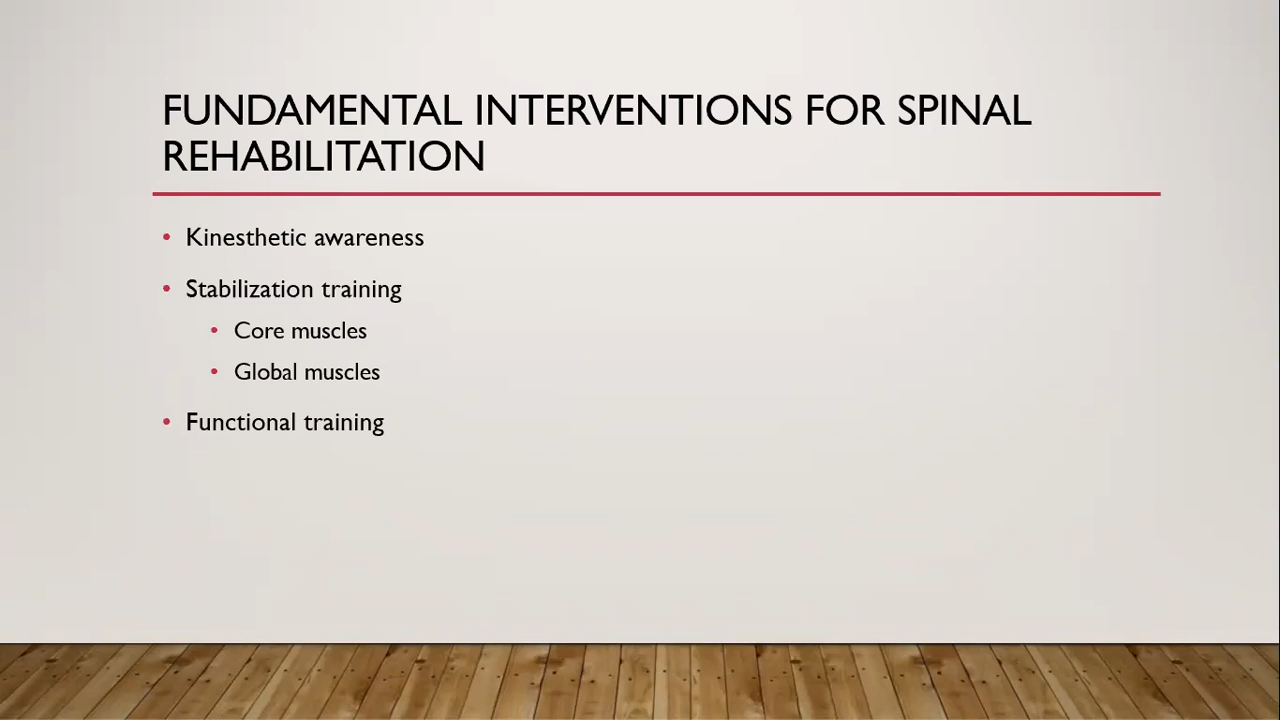 FUNDAMENTAL INTERVENTIONS FOR SPINAL
REHABILITATION
• Kinesthetic awareness
• Stabilization training
• Core muscles
• Global muscles
• Functional training